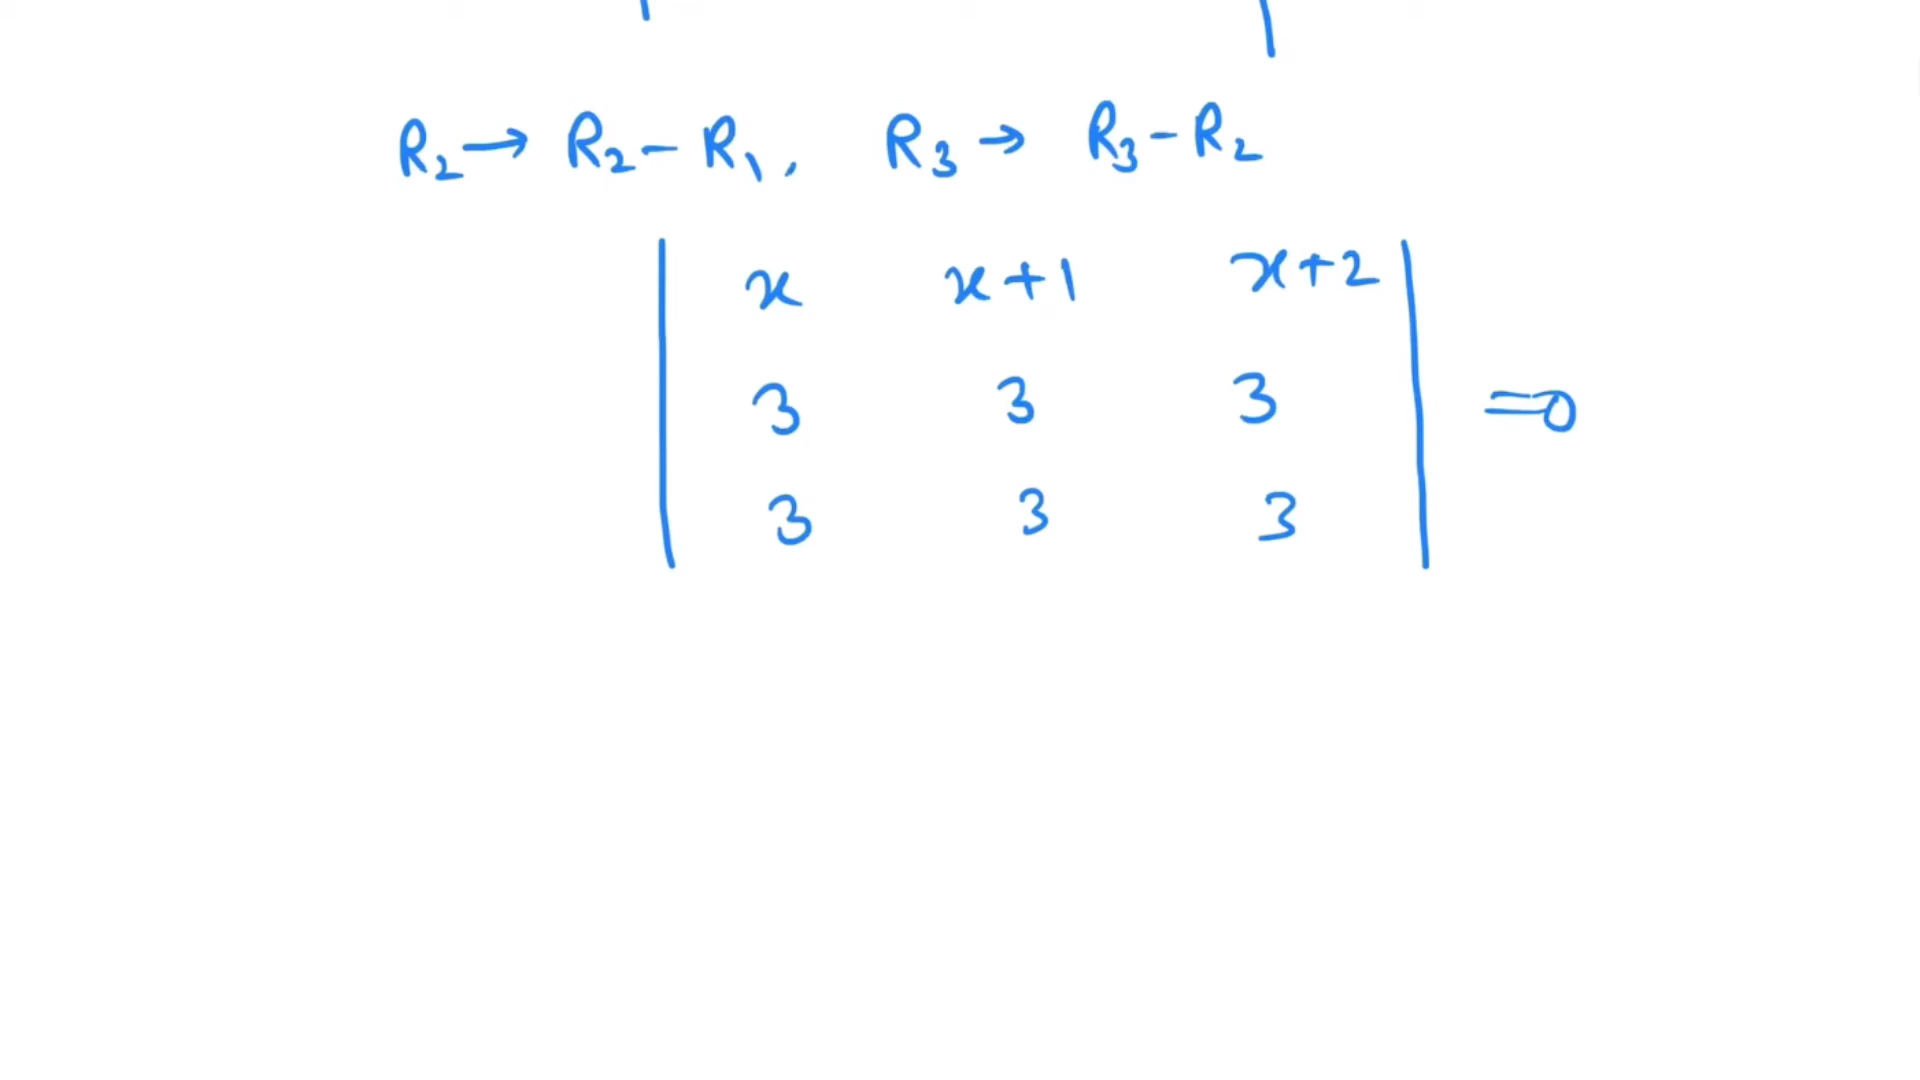 R₂ → R₂ - R₁, R₃ → R₃ - R₂
x x+1 x+2
3 3 3 =0
3 3 3